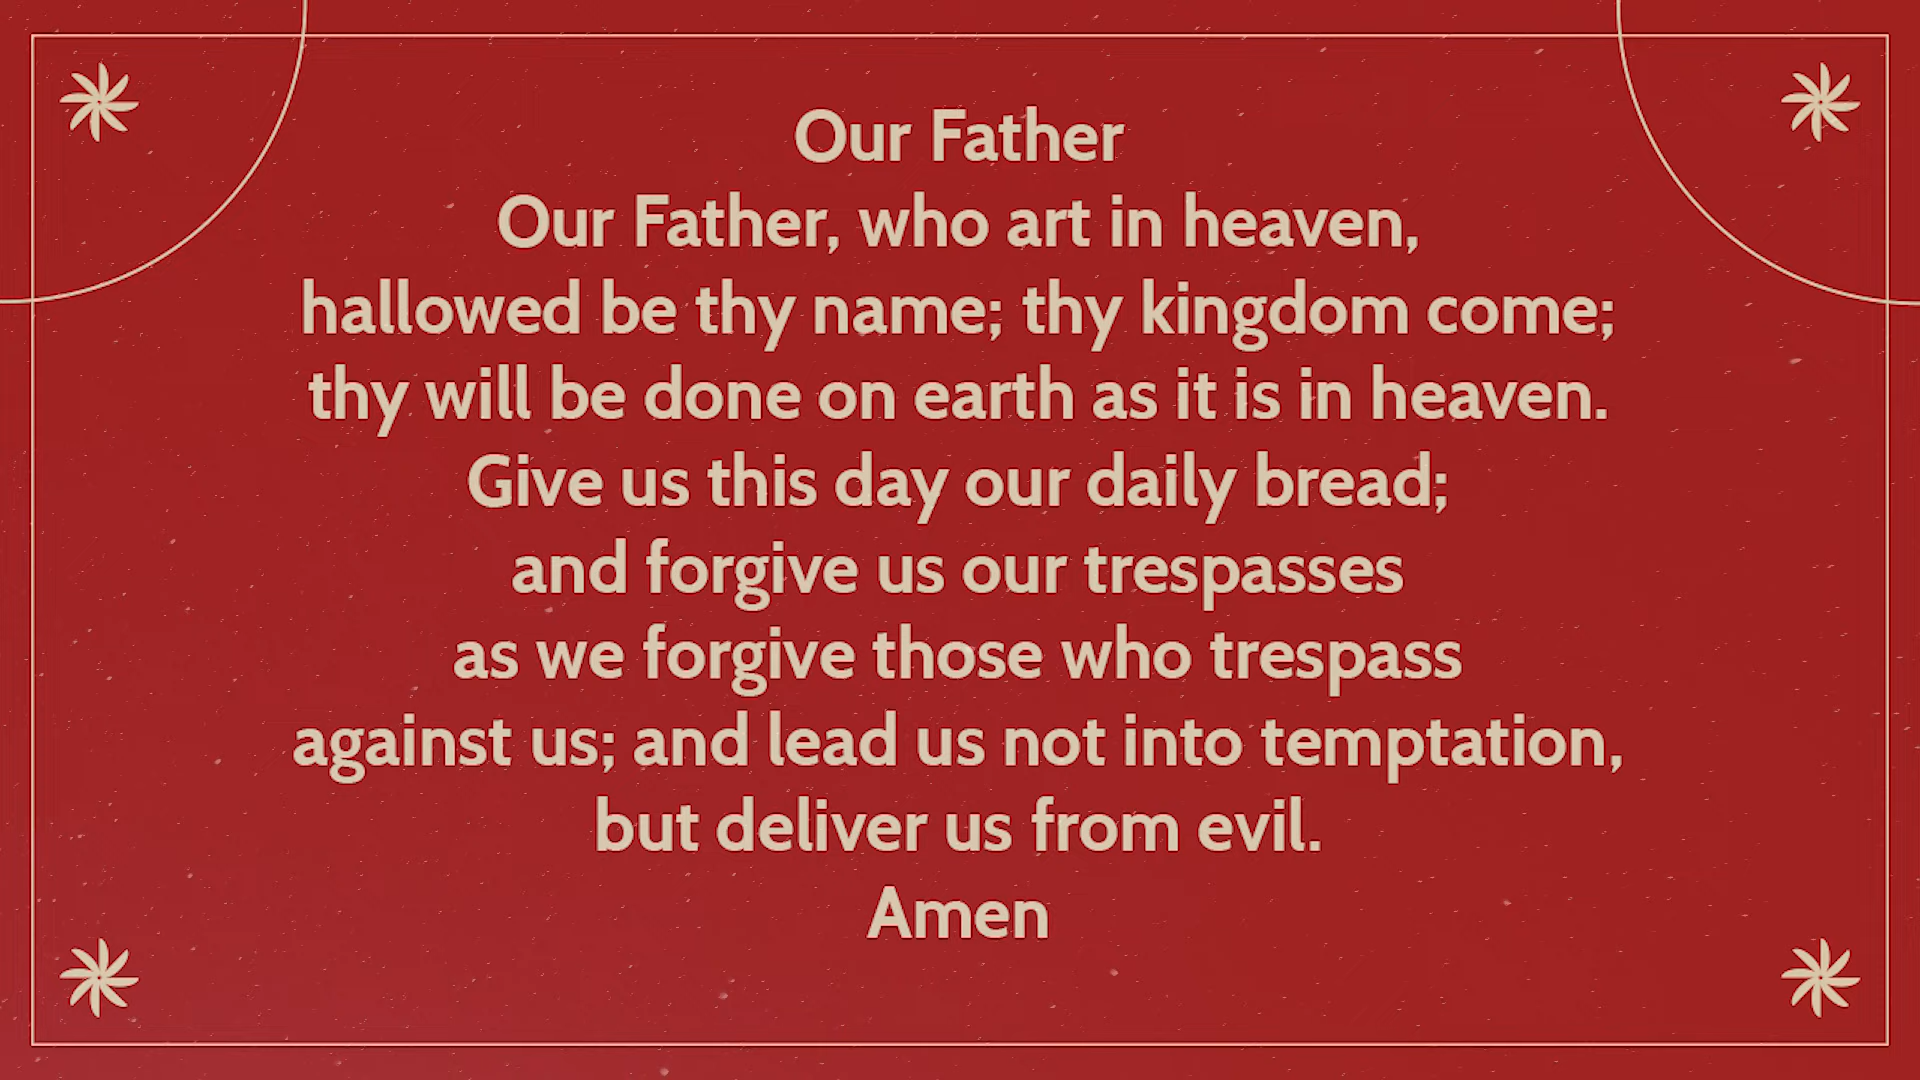 Our Father
Our Father, who art in heaven,
hallowed be thy name; thy kingdom come;
thy will be done on earth as it is in heaven.
Give us this day our daily bread;
and forgive us our trespasses
as we forgive those who trespass
against us; and lead us not into temptation,
but deliver us from evil.
Amen